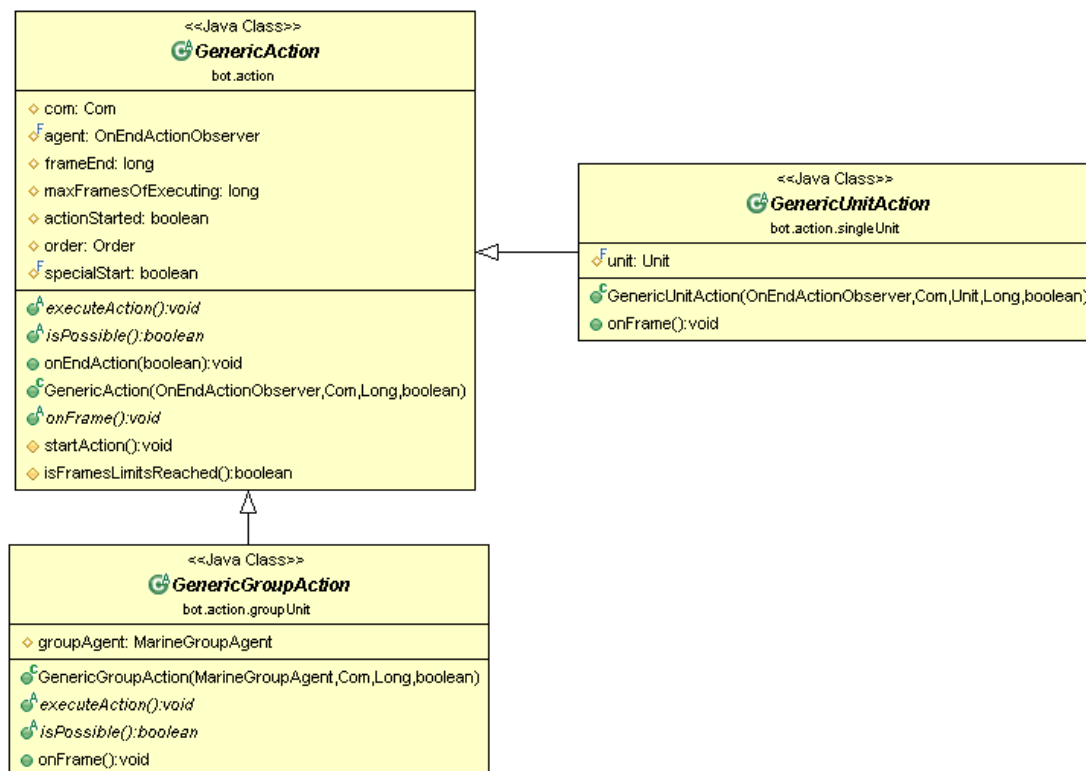 <<Java Class>>
GenericAction
bot.action
com: Com
agent: OnEndActionObserver
frameEnd: long
maxFramesOfExecuting: long
actionStarted: boolean
order: Order
specialStart: boolean
executeAction():void
isPossible():boolean
onEndAction(boolean):void
GenericAction(OnEndActionObserver,Com,Long,boolean)
onFrame():void
startAction():void
isFramesLimitsReached():boolean
<<Java Class>>
GenericUnitAction
bot.action.singleUnit
unit: Unit
GenericUnitAction(OnEndActionObserver,Com,Unit,Long,boolean)
onFrame():void
<<Java Class>>
GenericGroupAction
bot.action.groupUnit
groupAgent: MarineGroupAgent
GenericGroupAction(MarineGroupAgent,Com,Long,boolean)
executeAction():void
isPossible():boolean
onFrame():void